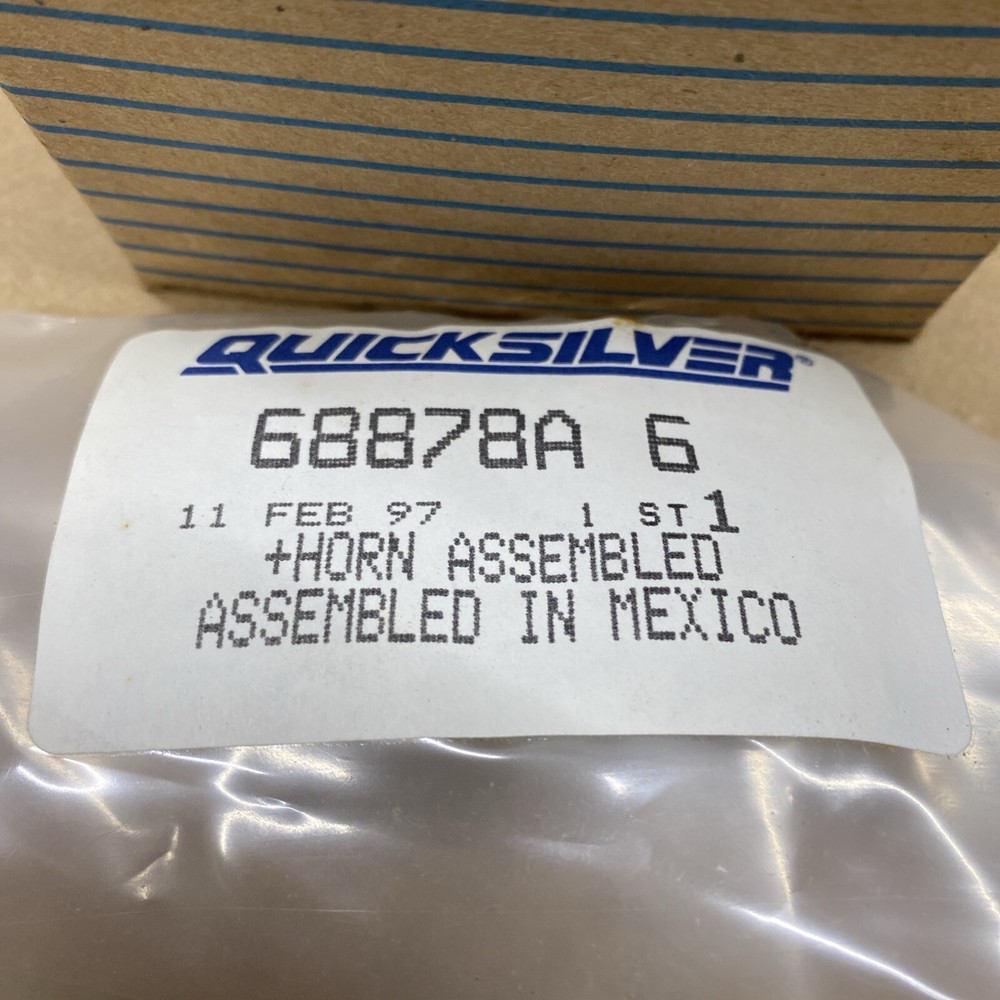 QUICKSILVER®
68878A 6
11 FEB 97 1 ST 1
+HORN ASSEMBLED
ASSEMBLED IN MEXICO